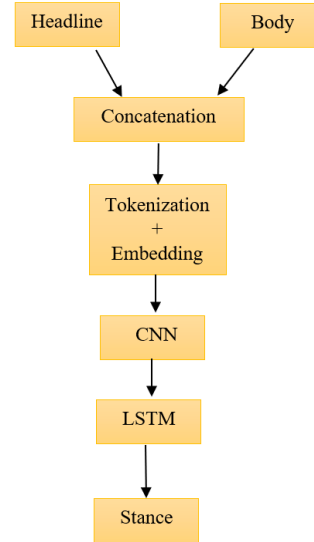 Headline
Body
Concatenation
Tokenization
+
Embedding
CNN
LSTM
Stance